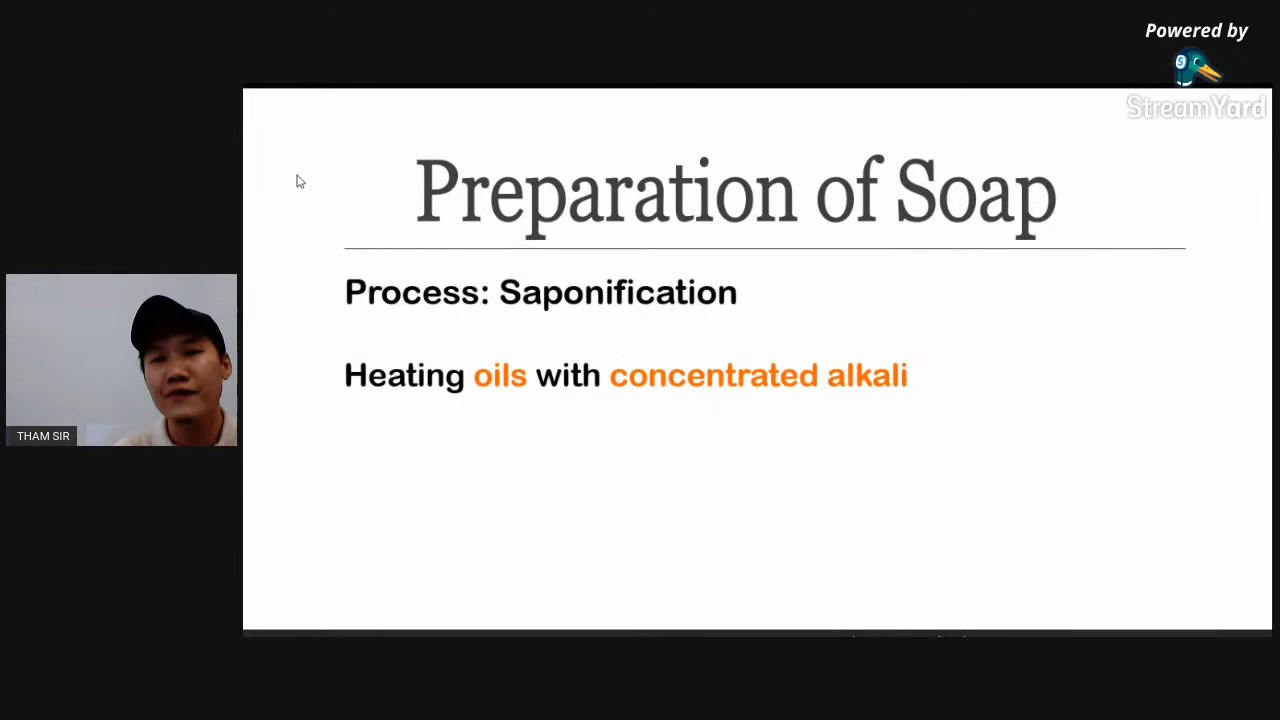 Powered by
S
StreamYard
Preparation of Soap
Process: Saponification
Heating oils with concentrated alkali
THAM SIR